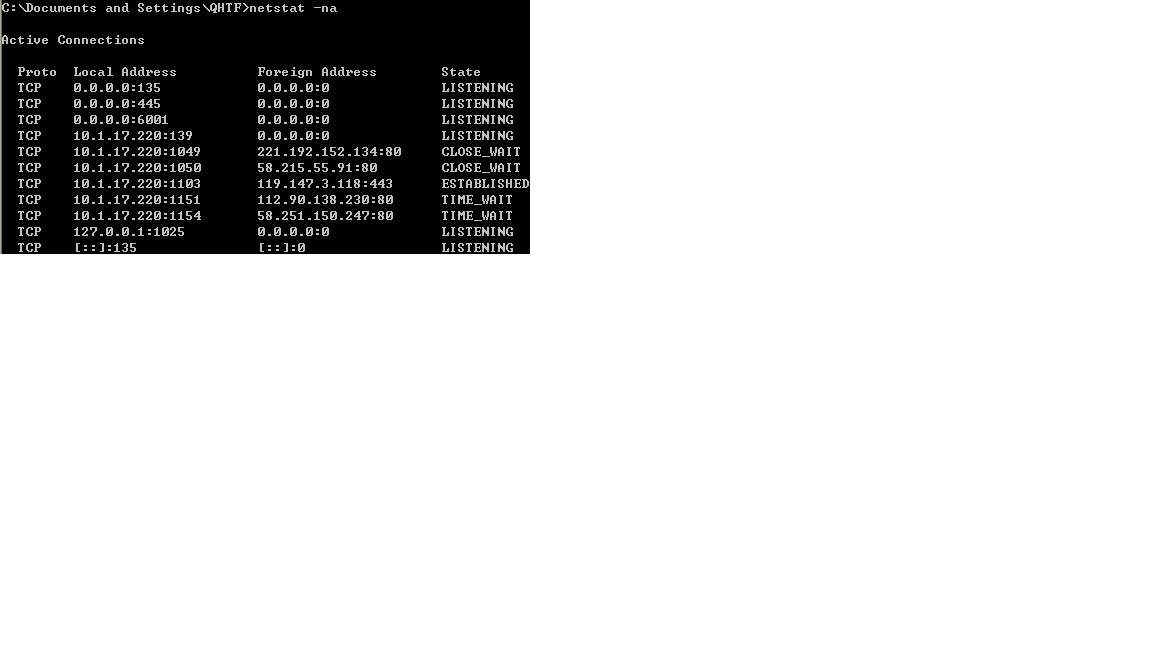 C:\Documents and Settings\QHTF>netstat -na
Active Connections
Proto Local Address Foreign Address State
TCP 0.0.0.0:135 0.0.0.0:0 LISTENING
TCP 0.0.0.0:445 0.0.0.0:0 LISTENING
TCP 0.0.0.0:6001 0.0.0.0:0 LISTENING
TCP 10.1.17.220:139 0.0.0.0:0 LISTENING
TCP 10.1.17.220:1049 221.192.152.134:80 CLOSE_WAIT
TCP 10.1.17.220:1050 58.215.55.91:80 CLOSE_WAIT
TCP 10.1.17.220:1103 119.147.3.118:443 ESTABLISHED
TCP 10.1.17.220:1151 112.90.138.230:80 TIME_WAIT
TCP 10.1.17.220:1154 58.251.150.247:80 TIME_WAIT
TCP 127.0.0.1:1025 0.0.0.0:0 LISTENING
TCP [::]:135 [::]:0 LISTENING